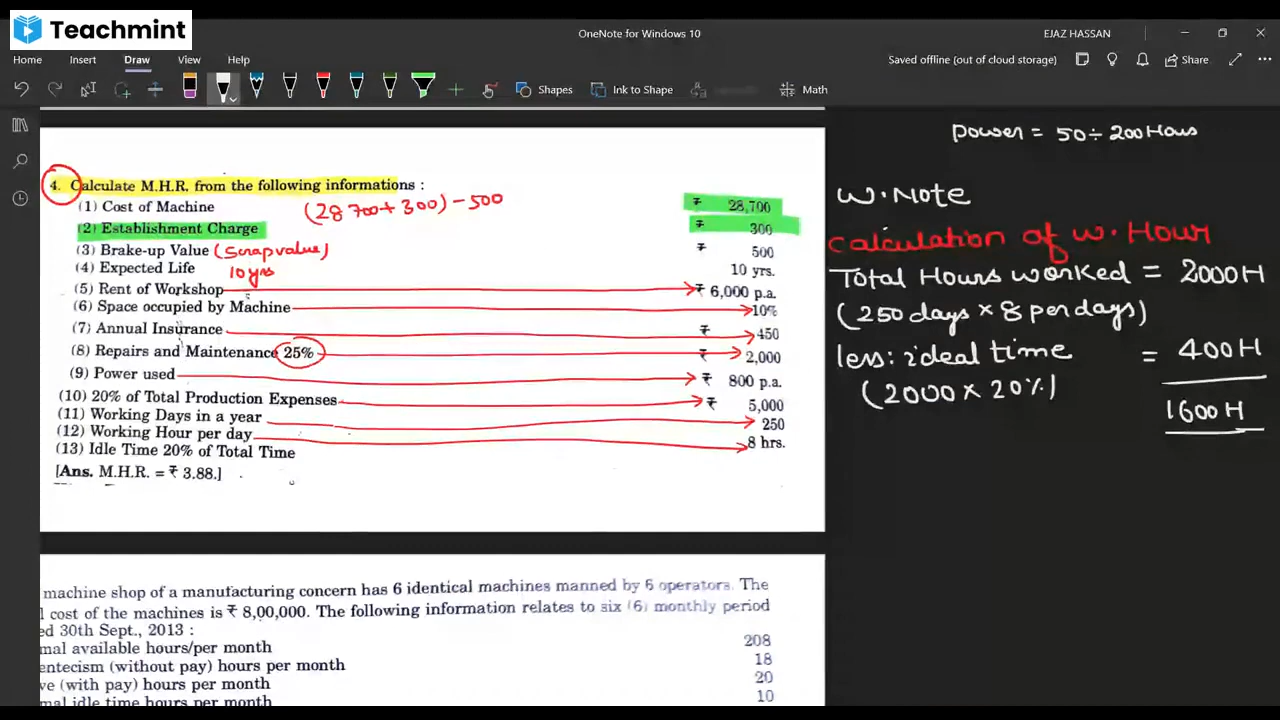 Teachmint
OneNote for Windows 10
EJAZ HASSAN
Home Insert Draw View Help
Saved offline (out of cloud storage) Share
Shapes Ink to Shape Math
power = 50 ÷ 200 Hours
4. Calculate M.H.R. from the following informations :
(28700 + 300) - 500
(1) Cost of Machine ₹ 28,700
(2) Establishment Charge ₹ 300
(3) Brake-up Value (Scrap value) ₹ 500
(4) Expected Life 10 yrs 10 yrs.
(5) Rent of Workshop ₹ 6,000 p.a.
(6) Space occupied by Machine 10%
(7) Annual Insurance ₹ 450
(8) Repairs and Maintenance 25% ₹ 2,000
(9) Power used ₹ 800 p.a.
(10) 20% of Total Production Expenses ₹ 5,000
(11) Working Days in a year 250
(12) Working Hour per day 8 hrs.
(13) Idle Time 20% of Total Time
[Ans. M.H.R. = ₹ 3.88.]
W. Note
Calculation of W. Hour
Total Hours worked = 2000H
(250 days × 8 per days)
less: ideal time = 400H
(2000 × 20%)
1600H
machine shop of a manufacturing concern has 6 identical machines manned by 6 operators. The
l cost of the machines is ₹ 8,00,000. The following information relates to six (6) monthly period
ed 30th Sept., 2013 :
mal available hours/per month 208
entecism (without pay) hours per month 18
ve (with pay) hours per month 20
mal idle time hours per month 10